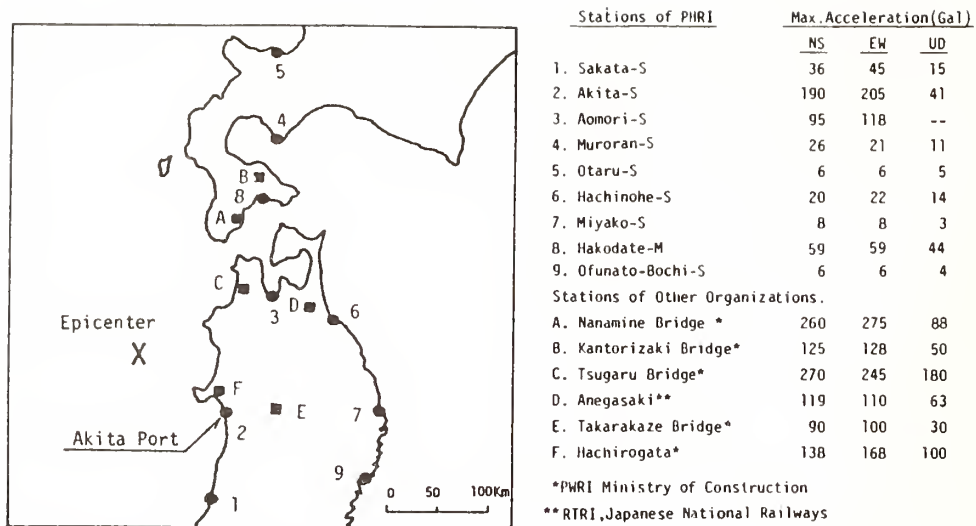 5
4
B
8
A
C
3
D
6
Epicenter
X
F
E
7
2
Akita Port
9
1
0 50 100Km
Stations of PHRI Max.Acceleration(Gal)
NS EW UD
1. Sakata-S 36 45 15
2. Akita-S 190 205 41
3. Aomori-S 95 118 --
4. Muroran-S 26 21 11
5. Otaru-S 6 6 5
6. Hachinohe-S 20 22 14
7. Miyako-S 8 8 3
8. Hakodate-M 59 59 44
9. Ofunato-Bochi-S 6 6 4
Stations of Other Organizations.
A. Nanamine Bridge * 260 275 88
B. Kantorizaki Bridge* 125 128 50
C. Tsugaru Bridge* 270 245 180
D. Anegasaki** 119 110 63
E. Takarakaze Bridge* 90 100 30
F. Hachirogata* 138 168 100
*PWRI Ministry of Construction
**RTRI,Japanese National Railways